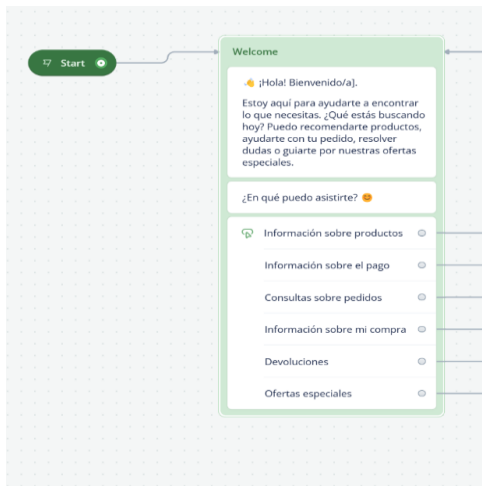 Start
Welcome
¡Hola! Bienvenido/a].
Estoy aquí para ayudarte a encontrar
lo que necesitas. ¿Qué estás buscando
hoy? Puedo recomendarte productos,
ayudarte con tu pedido, resolver
dudas o guiarte por nuestras ofertas
especiales.
¿En qué puedo asistirte? 😊
Información sobre productos
Información sobre el pago
Consultas sobre pedidos
Información sobre mi compra
Devoluciones
Ofertas especiales